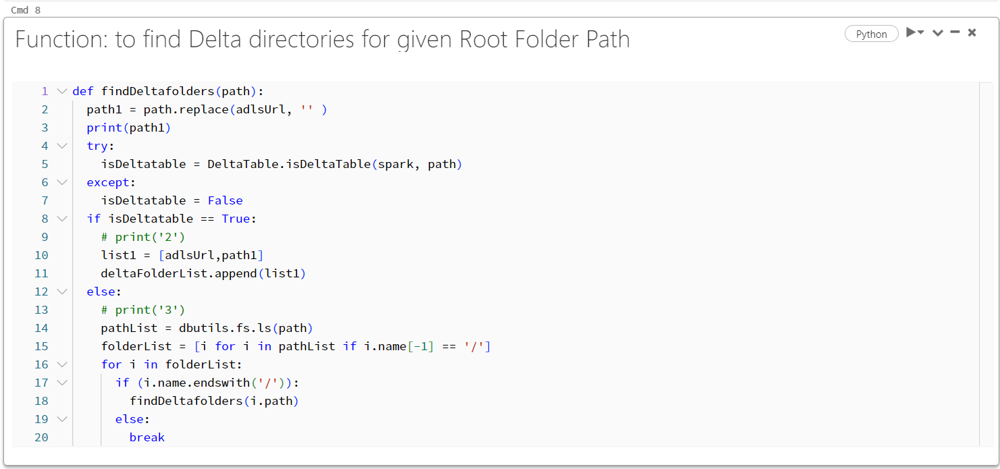 Cmd 8
Function: to find Delta directories for given Root Folder Path
Python
1 def findDeltafolders(path):
2   path1 = path.replace(adlsUrl, '' )
3   print(path1)
4   try:
5     isDeltatable = DeltaTable.isDeltaTable(spark, path)
6   except:
7     isDeltatable = False
8   if isDeltatable == True:
9     # print('2')
10     list1 = [adlsUrl,path1]
11     deltaFolderList.append(list1)
12   else:
13     # print('3')
14     pathList = dbutils.fs.ls(path)
15     folderList = [i for i in pathList if i.name[-1] == '/']
16     for i in folderList:
17       if (i.name.endswith('/')):
18         findDeltafolders(i.path)
19       else:
20         break